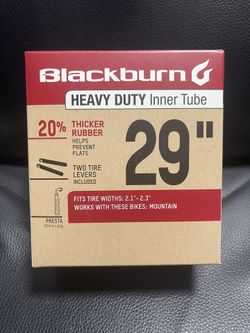 Blackburn
HEAVY DUTY Inner Tube
20% THICKER RUBBER
HELPS PREVENT FLATS
29"
TWO TIRE LEVERS
INCLUDED
FITS TIRE WIDTHS: 2.1"–2.3"
WORKS WITH THESE BIKES: MOUNTAIN
PRESTA